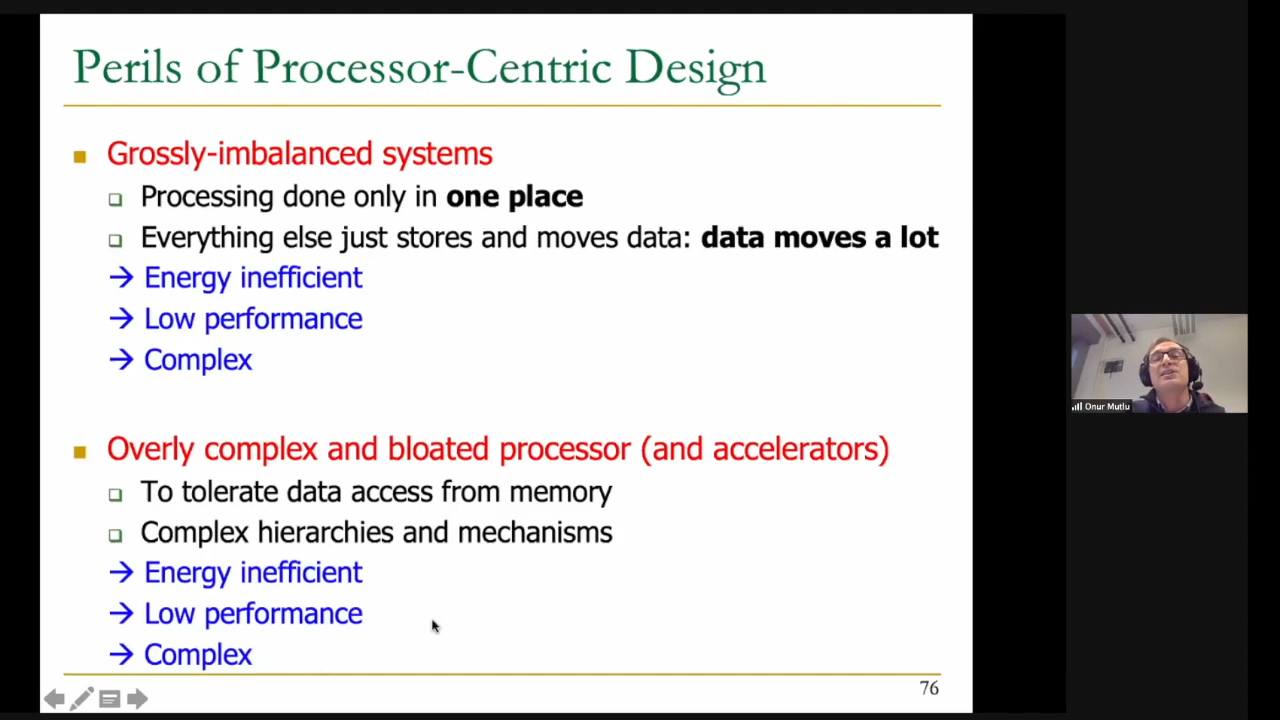 Perils of Processor-Centric Design
Grossly-imbalanced systems
Processing done only in one place
Everything else just stores and moves data: data moves a lot
→ Energy inefficient
→ Low performance
→ Complex
Overly complex and bloated processor (and accelerators)
To tolerate data access from memory
Complex hierarchies and mechanisms
→ Energy inefficient
→ Low performance
→ Complex
76
Onur Mutlu